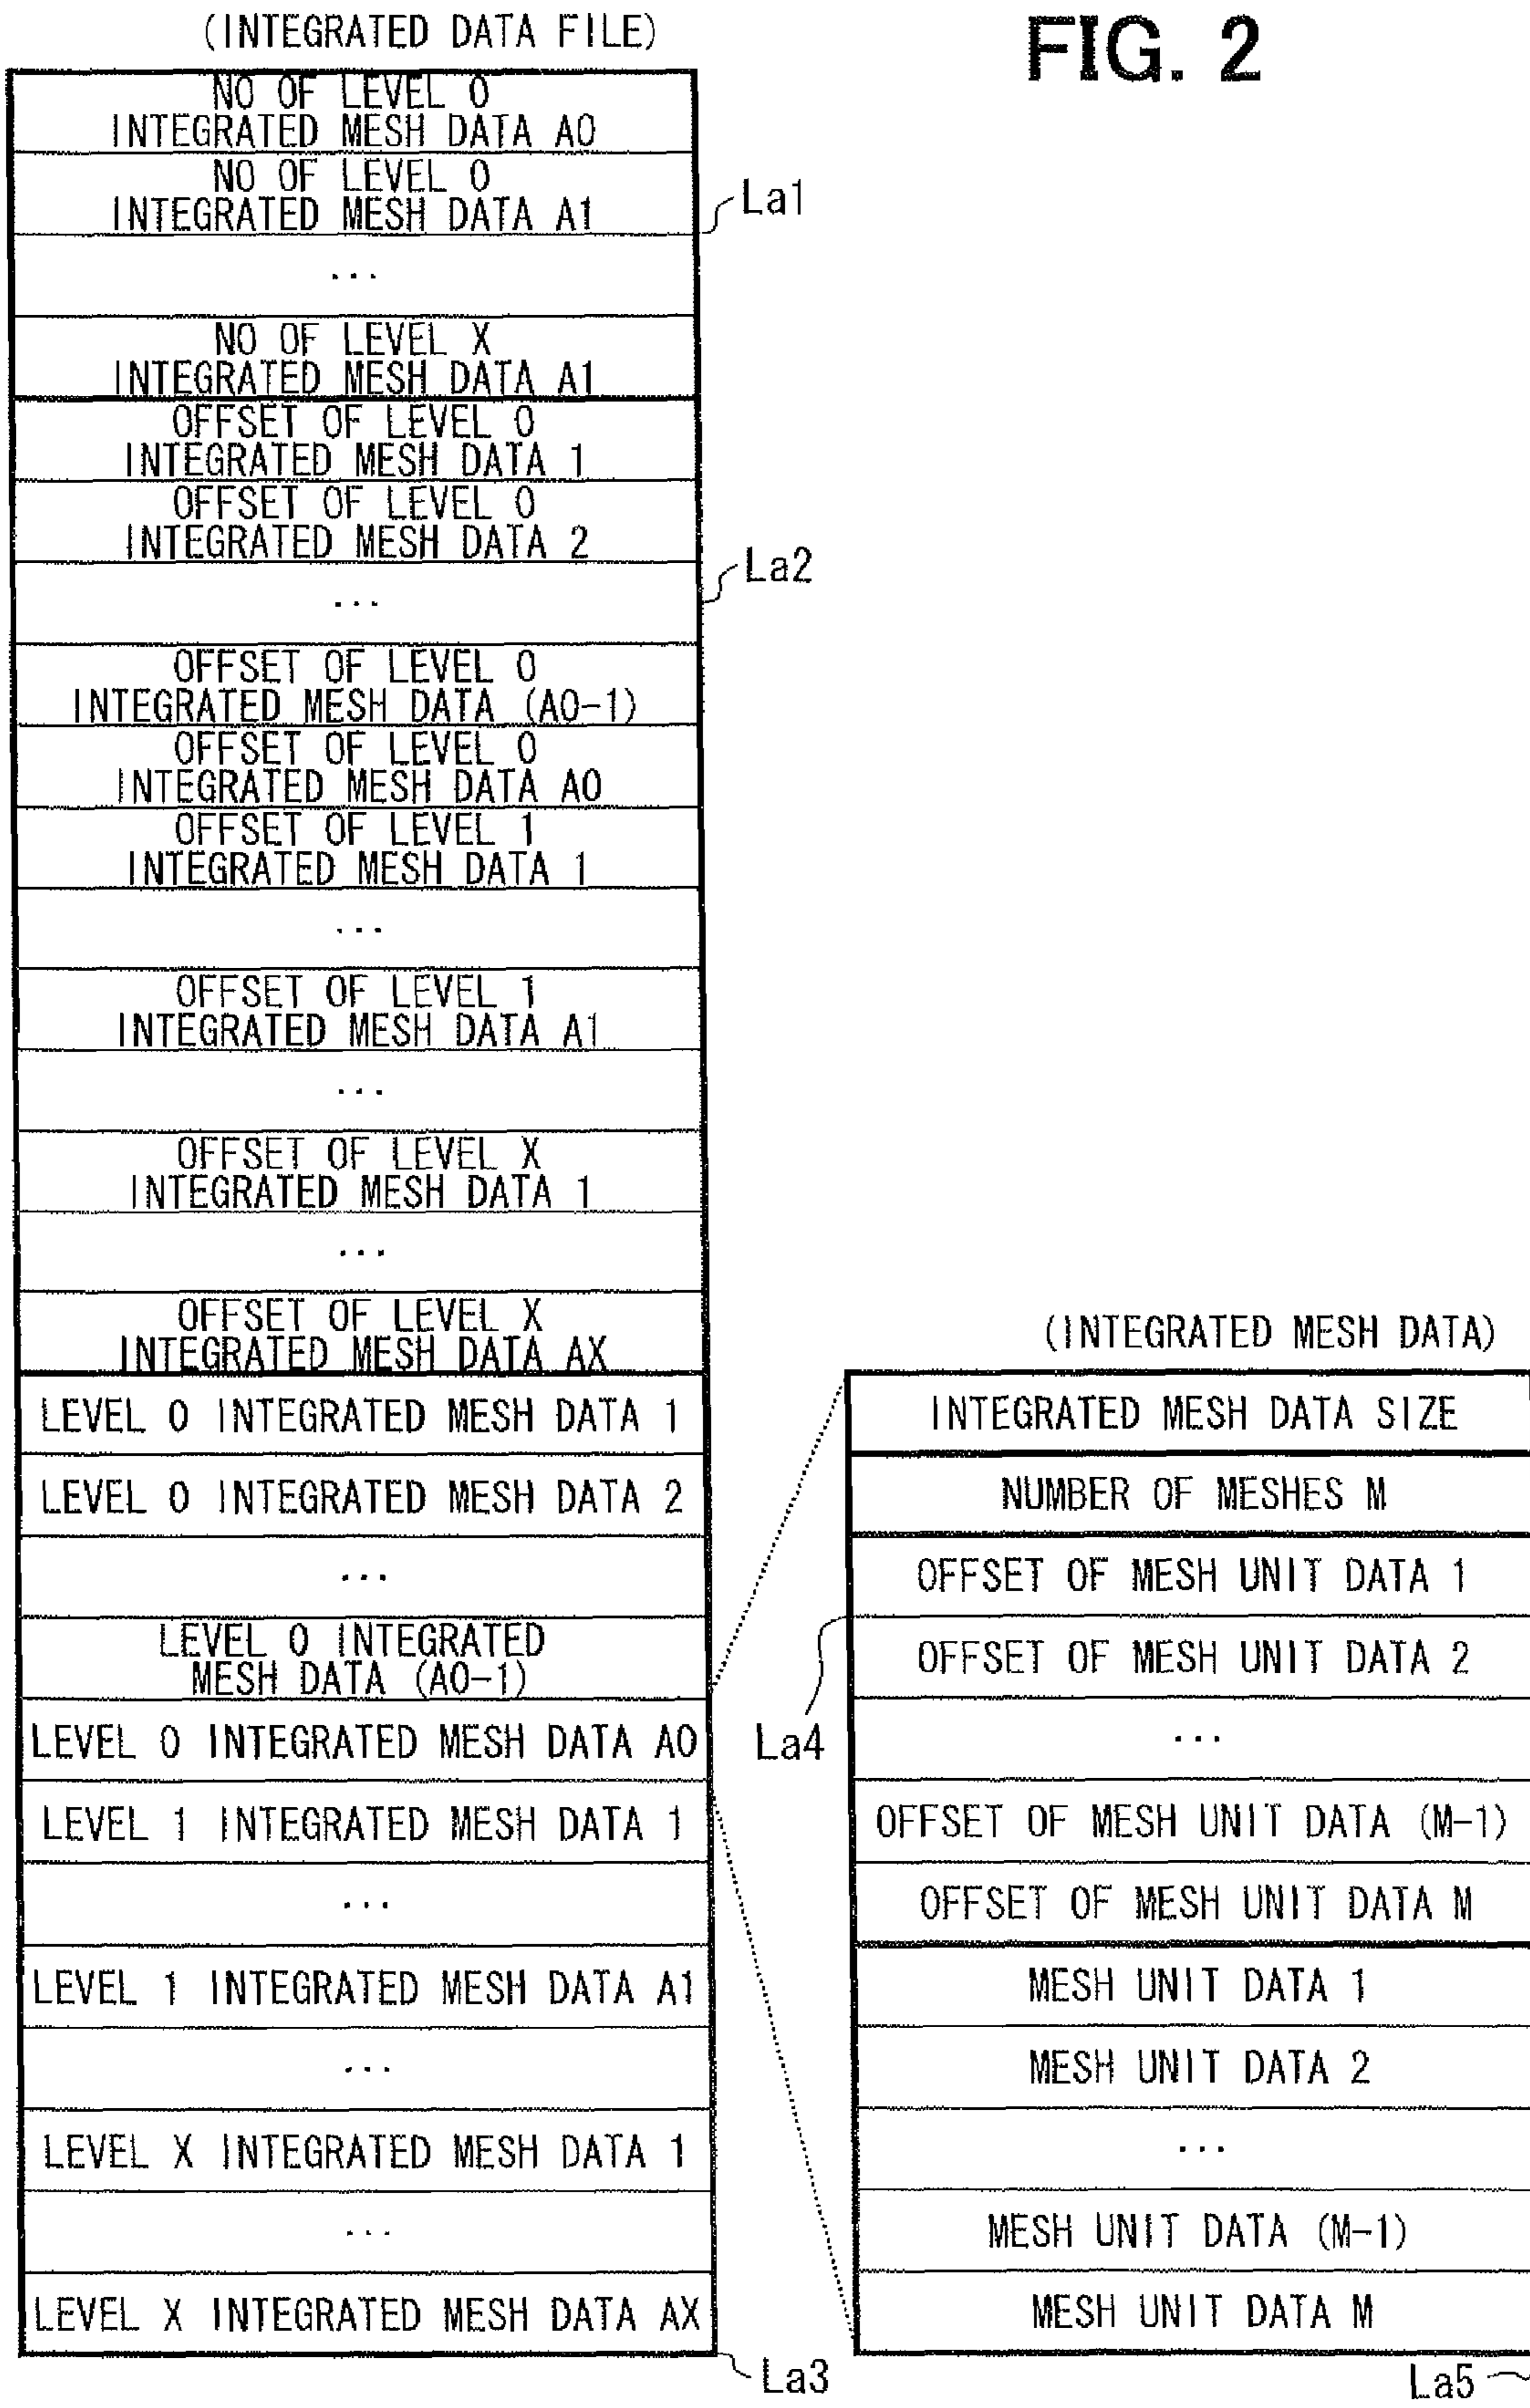 (INTEGRATED DATA FILE)
FIG. 2
NO OF LEVEL 0
INTEGRATED MESH DATA A0
NO OF LEVEL 0
INTEGRATED MESH DATA A1
La1
...
NO OF LEVEL X
INTEGRATED MESH DATA A1
OFFSET OF LEVEL 0
INTEGRATED MESH DATA 1
OFFSET OF LEVEL 0
INTEGRATED MESH DATA 2
La2
...
OFFSET OF LEVEL 0
INTEGRATED MESH DATA (A0-1)
OFFSET OF LEVEL 0
INTEGRATED MESH DATA A0
OFFSET OF LEVEL 1
INTEGRATED MESH DATA 1
...
OFFSET OF LEVEL 1
INTEGRATED MESH DATA A1
...
OFFSET OF LEVEL X
INTEGRATED MESH DATA 1
...
OFFSET OF LEVEL X
INTEGRATED MESH DATA AX
LEVEL 0 INTEGRATED MESH DATA 1
LEVEL 0 INTEGRATED MESH DATA 2
...
LEVEL 0 INTEGRATED
MESH DATA (A0-1)
LEVEL 0 INTEGRATED MESH DATA A0
LEVEL 1 INTEGRATED MESH DATA 1
...
LEVEL 1 INTEGRATED MESH DATA A1
...
LEVEL X INTEGRATED MESH DATA 1
...
LEVEL X INTEGRATED MESH DATA AX
La3
(INTEGRATED MESH DATA)
INTEGRATED MESH DATA SIZE
NUMBER OF MESHES M
OFFSET OF MESH UNIT DATA 1
OFFSET OF MESH UNIT DATA 2
La4
...
OFFSET OF MESH UNIT DATA (M-1)
OFFSET OF MESH UNIT DATA M
MESH UNIT DATA 1
MESH UNIT DATA 2
...
MESH UNIT DATA (M-1)
MESH UNIT DATA M
La5